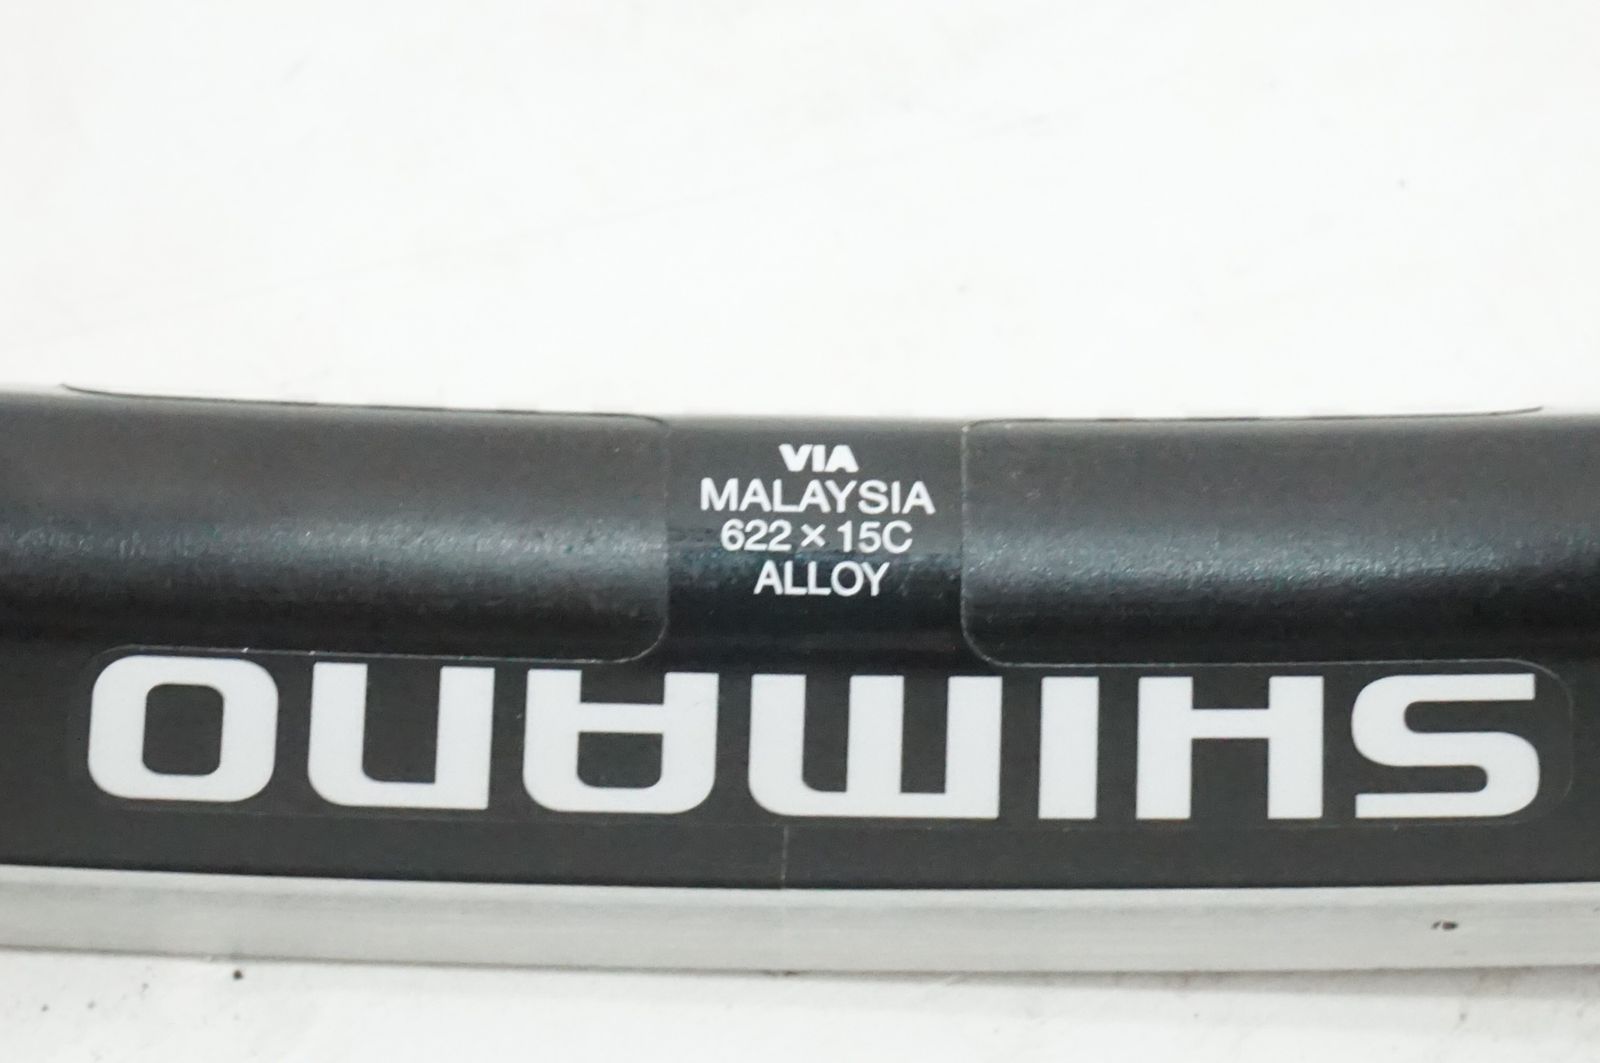 VIA
MALAYSIA
622 × 15C
ALLOY
SHIMANO